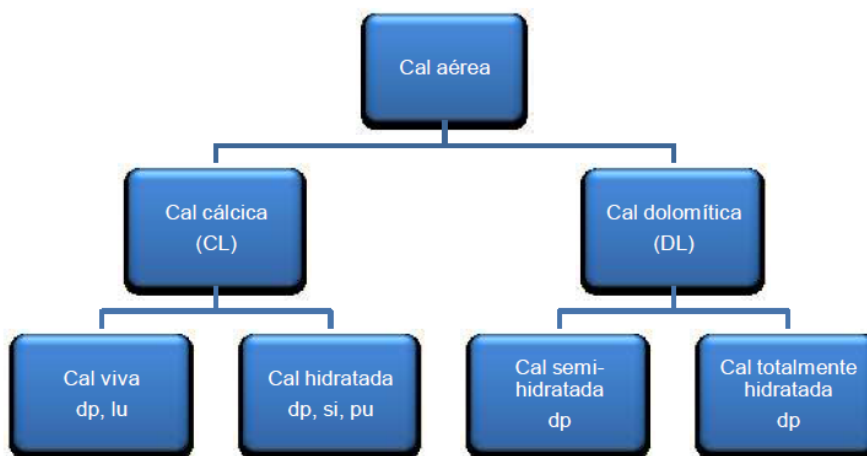 Cal aérea
Cal cálcica
(CL)
Cal dolomítica
(DL)
Cal viva
dp, lu
Cal hidratada
dp, si, pu
Cal semi-
hidratada
dp
Cal totalmente
hidratada
dp